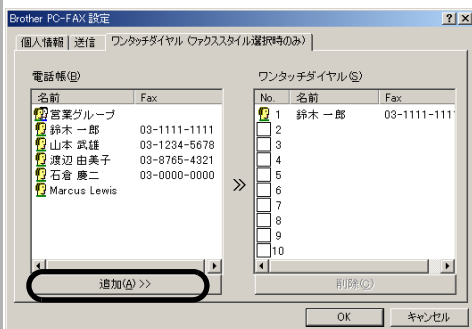 Brother PC-FAX 設定
個人情報 送信 ワンタッチダイヤル (ファクススタイル選択時のみ)
電話帳(B)
名前 Fax
営業グループ
鈴木 一郎 03-1111-1111
山本 武雄 03-1234-5678
渡辺 由美子 03-8765-4321
石倉 慶二 03-0000-0000
Marcus Lewis
追加(A) >>
»
ワンタッチダイヤル(S)
No. 名前 Fax
1 鈴木 一郎 03-1111-111
2
3
4
5
6
7
8
9
10
削除(C)
OK キャンセル